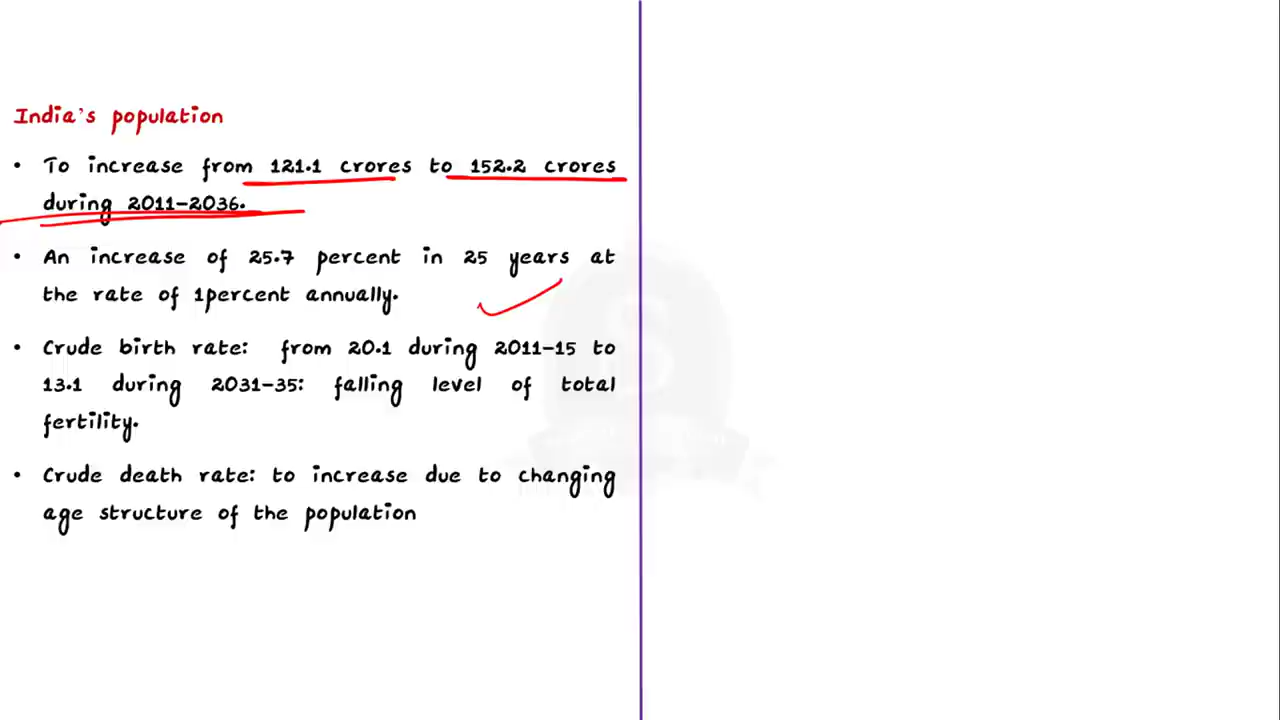 India's population
• To increase from 121.1 crores to 152.2 crores
during 2011-2036.
• An increase of 25.7 percent in 25 years at
the rate of 1percent annually.
• Crude birth rate: from 20.1 during 2011-15 to
13.1 during 2031-35: falling level of total
fertility.
• Crude death rate: to increase due to changing
age structure of the population